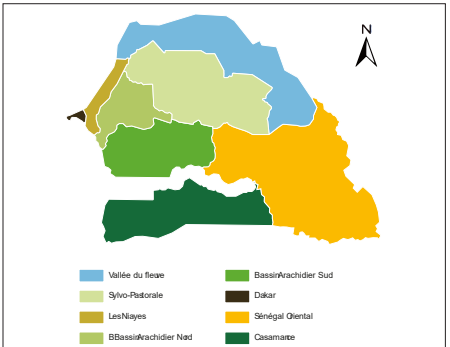 N
Vallée du fleuve
Sylvo-Pastorale
Les Niayes
BBassin Arachidier Nord
Bassin Arachidier Sud
Dakar
Sénégal Oriental
Casamance